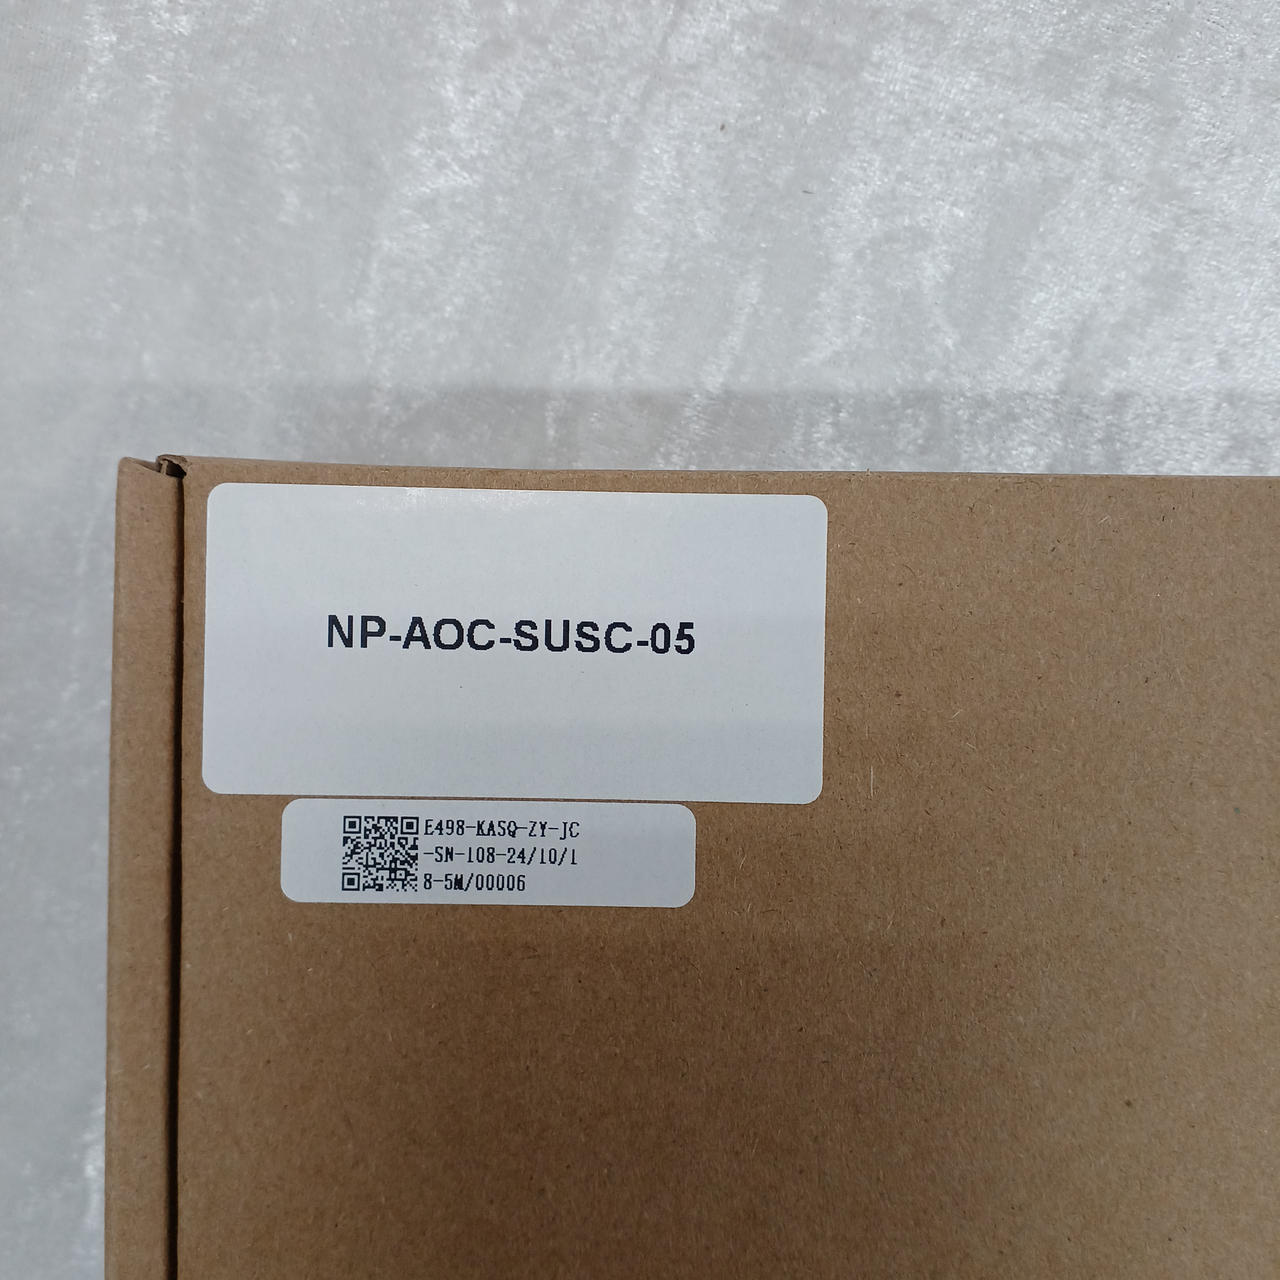 NP-AOC-SUSC-05
E498-KASQ-ZY-JC
-SN-108-24/10/1
8-5M/00006